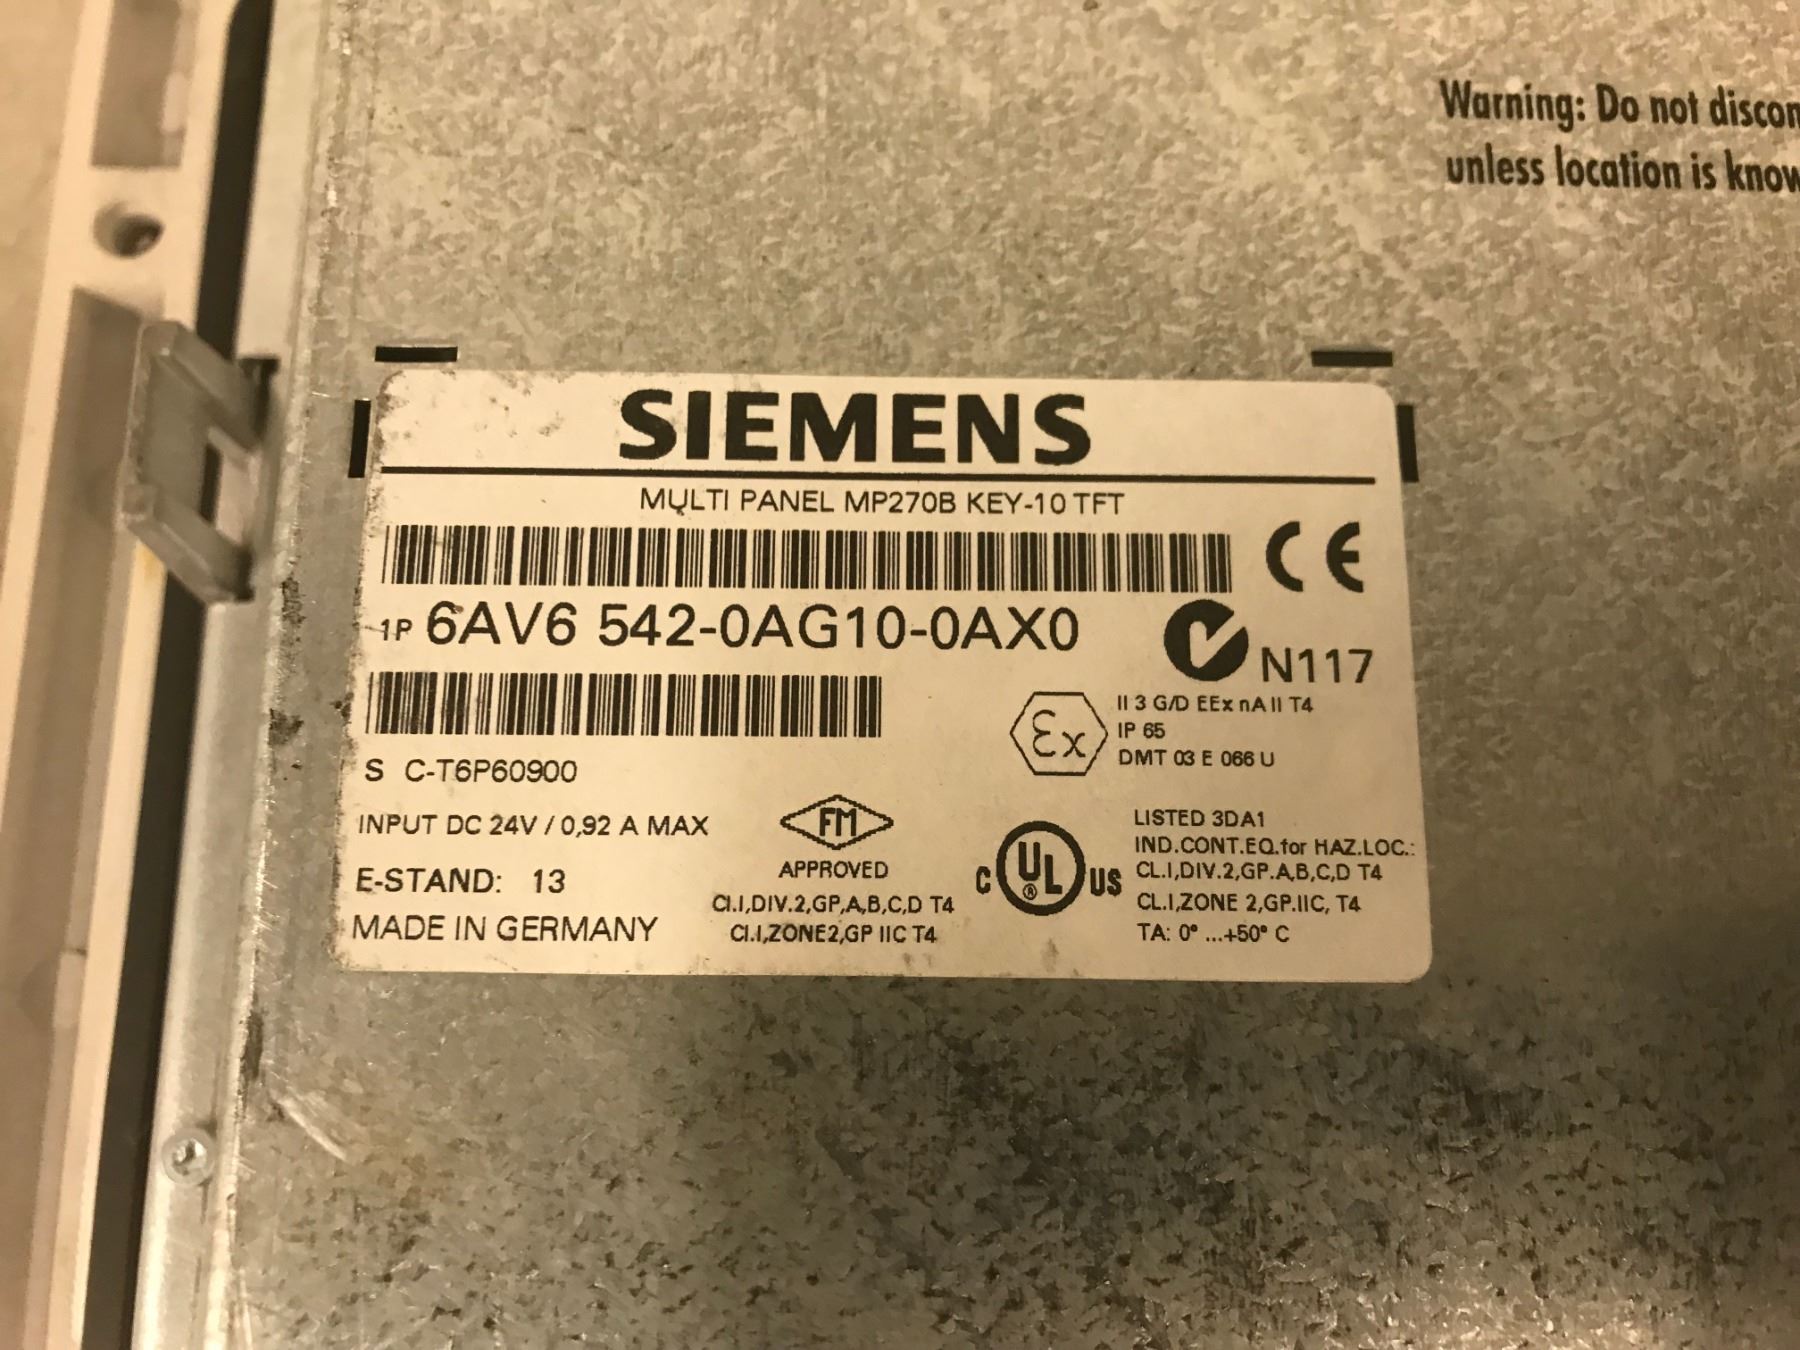 Warning: Do not discon
unless location is know
SIEMENS
MULTI PANEL MP270B KEY-10 TFT
CE
1P 6AV6 542-0AG10-0AX0
N117
Ex
II 3 G/D EEx nA II T4
IP 65
DMT 03 E 066 U
S C-T6P60900
INPUT DC 24V / 0,92 A MAX
E-STAND: 13
MADE IN GERMANY
FM
APPROVED
Cl.I,DIV.2,GP,A,B,C,D T4
Cl.I,ZONE2,GP IIC T4
C UL ® US
LISTED 3DA1
IND.CONT.EQ.for HAZ.LOC.:
CL.I,DIV.2,GP.A,B,C,D T4
CL.I,ZONE 2,GP.IIC, T4
TA: 0° ...+50° C